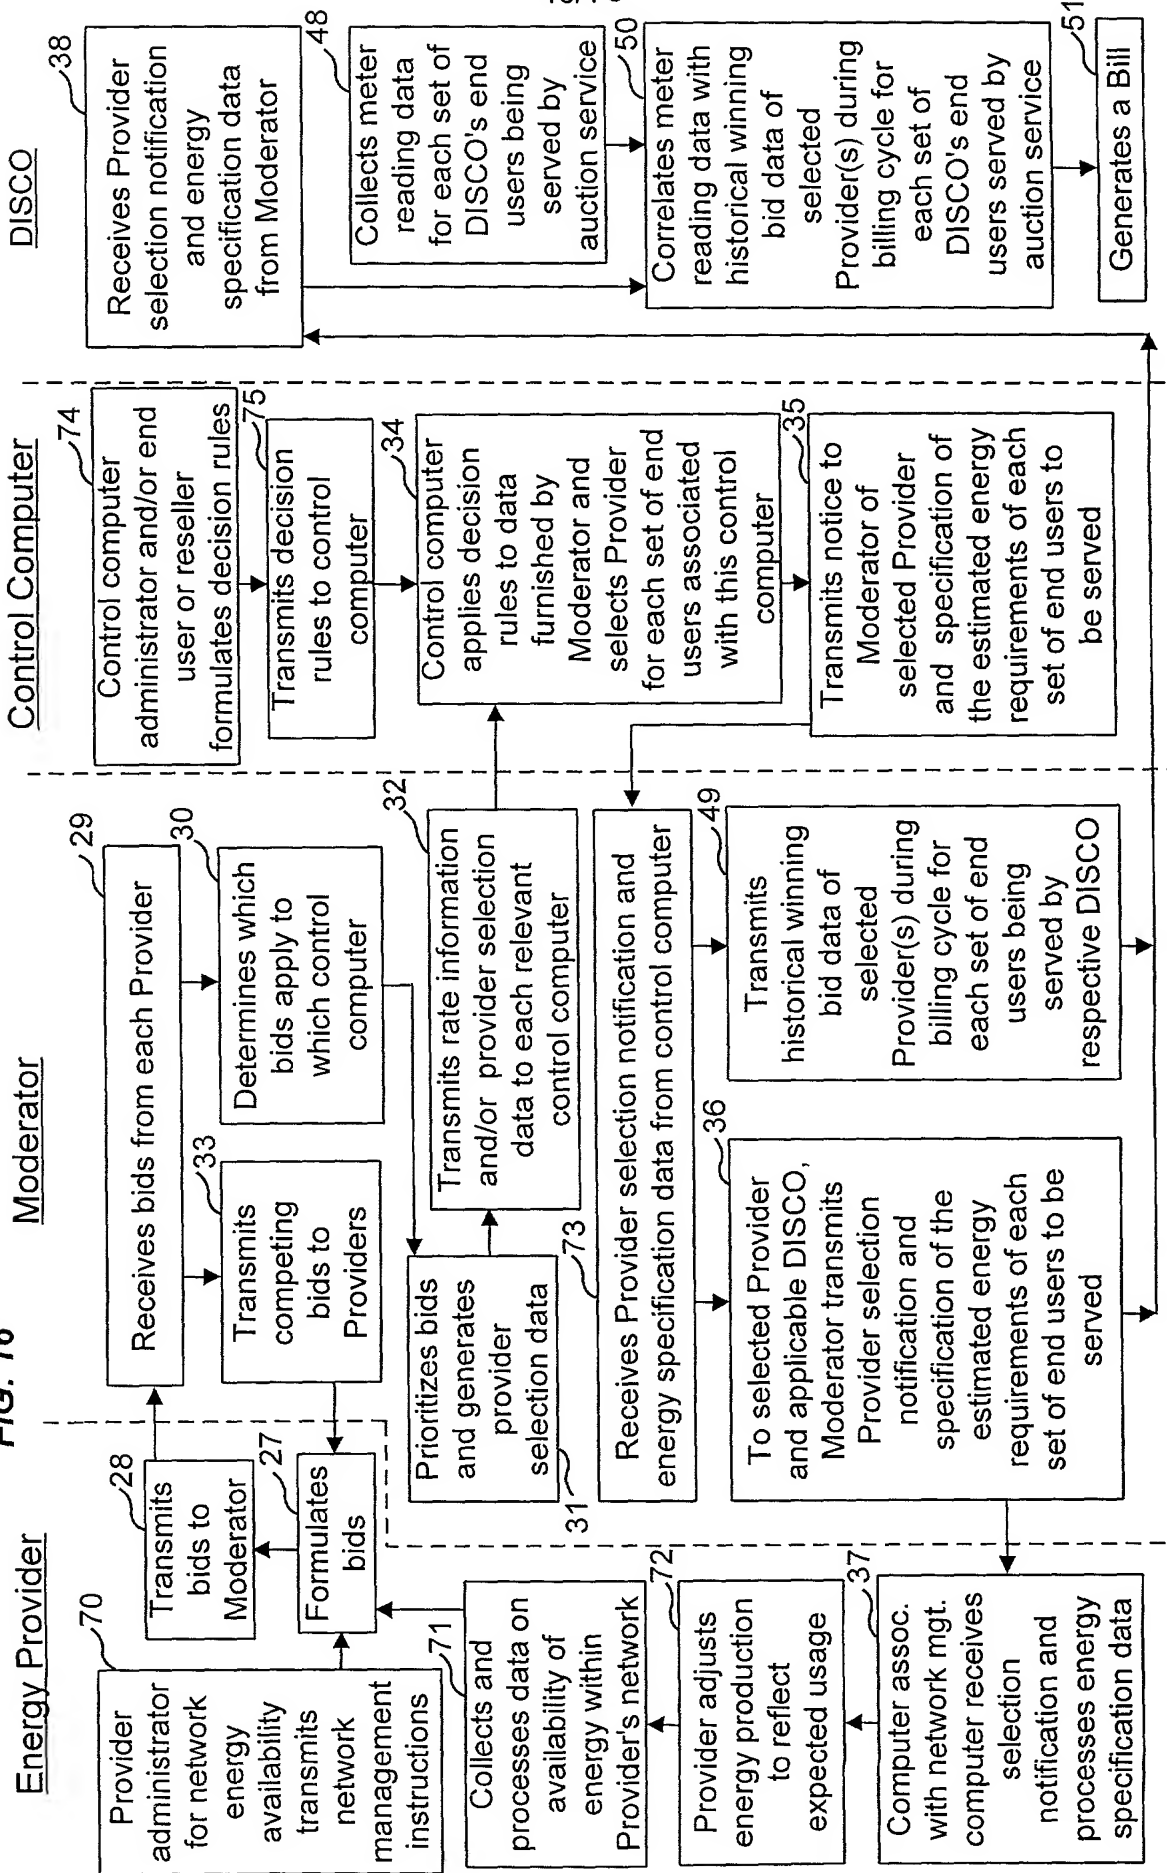 FIG. 16
Energy Provider
Moderator
Control Computer
DISCO
70
Provider
administrator
for network
energy
availability
transmits
network
management
instructions
28
Transmits
bids to
Moderator
27
Formulates
bids
71
Collects and
processes data on
availability of
energy within
Provider's network
72
Provider adjusts
energy production
to reflect
expected usage
37
Computer assoc.
with network mgt.
computer receives
selection
notification and
processes energy
specification data
29
Receives bids from each Provider
33
Transmits
competing
bids to
Providers
30
Determines which
bids apply to
which control
computer
31
Prioritizes bids
and generates
provider
selection data
32
Transmits rate information
and/or provider selection
data to each relevant
control computer
73
Receives Provider selection notification and
energy specification data from control computer
36
To selected Provider
and applicable DISCO,
Moderator transmits
Provider selection
notification and
specification of the
estimated energy
requirements of each
set of end users to be
served
49
Transmits
historical winning
bid data of
selected
Provider(s) during
billing cycle for
each set of end
users being
served by
respective DISCO
74
Control computer
administrator and/or end
user or reseller
formulates decision rules
75
Transmits decision
rules to control
computer
34
Control computer
applies decision
rules to data
furnished by
Moderator and
selects Provider
for each set of end
users associated
with this control
computer
35
Transmits notice to
Moderator of
selected Provider
and specification of
the estimated energy
requirements of each
set of end users to
be served
38
Receives Provider
selection notification
and energy
specification data
from Moderator
48
Collects meter
reading data
for each set of
DISCO's end
users being
served by
auction service
50
Correlates meter
reading data with
historical winning
bid data of
selected
Provider(s) during
billing cycle for
each set of
DISCO's end
users served by
auction service
51
Generates a Bill